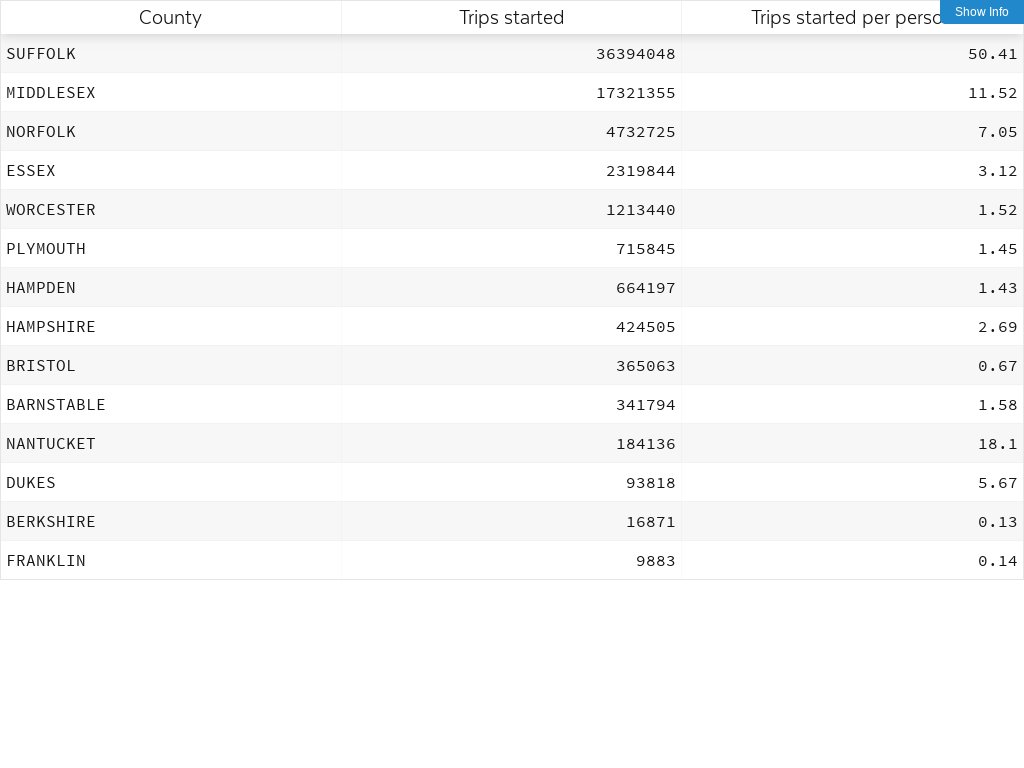 County Trips started Trips started per perso Show Info
SUFFOLK 36394048 50.41
MIDDLESEX 17321355 11.52
NORFOLK 4732725 7.05
ESSEX 2319844 3.12
WORCESTER 1213440 1.52
PLYMOUTH 715845 1.45
HAMPDEN 664197 1.43
HAMPSHIRE 424505 2.69
BRISTOL 365063 0.67
BARNSTABLE 341794 1.58
NANTUCKET 184136 18.1
DUKES 93818 5.67
BERKSHIRE 16871 0.13
FRANKLIN 9883 0.14